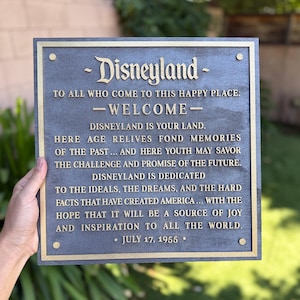 ~ Disneyland ~
TO ALL WHO COME TO THIS HAPPY PLACE:
— WELCOME —
DISNEYLAND IS YOUR LAND.
HERE AGE RELIVES FOND MEMORIES
OF THE PAST... AND HERE YOUTH MAY SAVOR
THE CHALLENGE AND PROMISE OF THE FUTURE.
DISNEYLAND IS DEDICATED
TO THE IDEALS, THE DREAMS, AND THE HARD
FACTS THAT HAVE CREATED AMERICA... WITH THE
HOPE THAT IT WILL BE A SOURCE OF JOY
AND INSPIRATION TO ALL THE WORLD.
• JULY 17, 1955 •